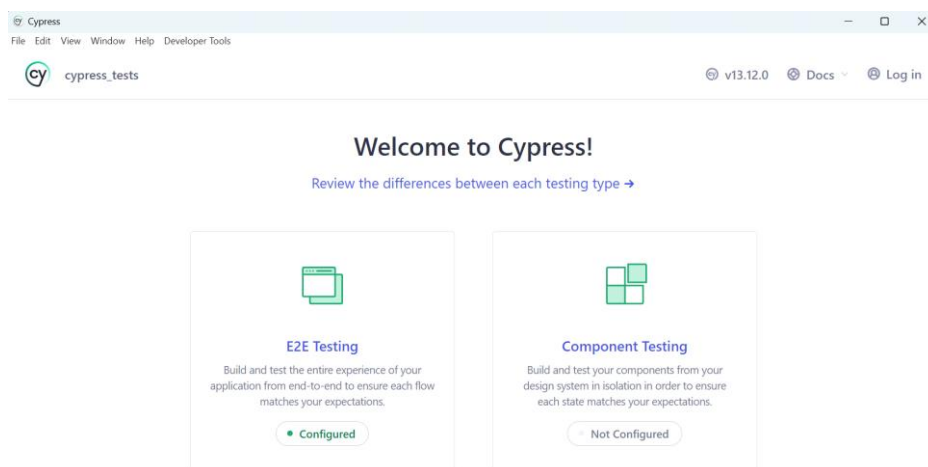 Cypress
File Edit View Window Help Developer Tools
cy cypress_tests v13.12.0 Docs Log in
Welcome to Cypress!
Review the differences between each testing type →
E2E Testing
Build and test the entire experience of your
application from end-to-end to ensure each flow
matches your expectations.
Configured
Component Testing
Build and test your components from your
design system in isolation in order to ensure
each state matches your expectations.
Not Configured